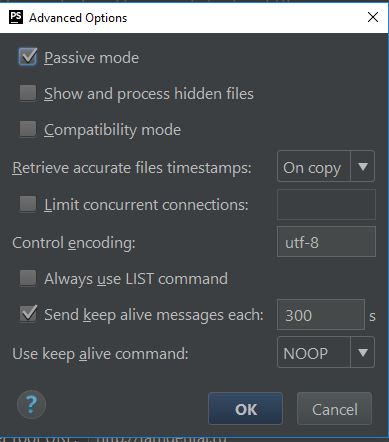 PS Advanced Options
Passive mode
Show and process hidden files
Compatibility mode
Retrieve accurate files timestamps: On copy
Limit concurrent connections:
Control encoding: utf-8
Always use LIST command
Send keep alive messages each: 300 s
Use keep alive command: NOOP
? OK Cancel